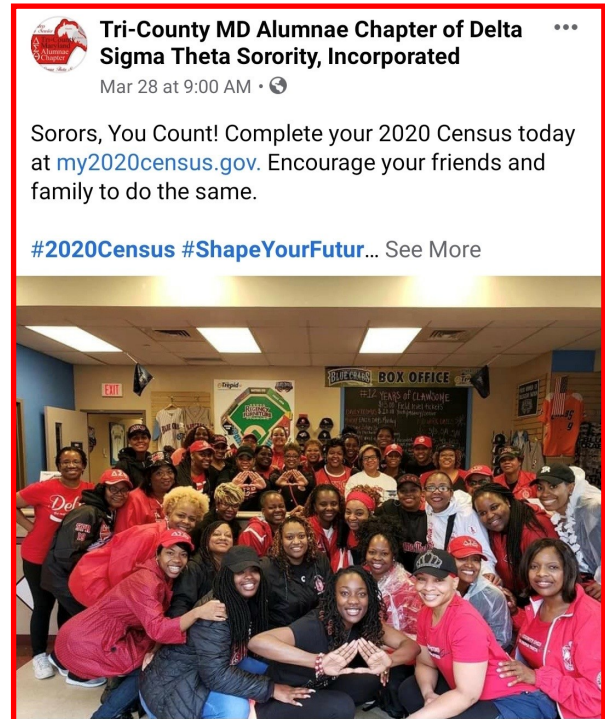 Tri-County MD Alumnae Chapter of Delta
Sigma Theta Sorority, Incorporated
Mar 28 at 9:00 AM
Sorors, You Count! Complete your 2020 Census today
at my2020census.gov. Encourage your friends and
family to do the same.
#2020Census #ShapeYourFutur... See More
BLUE CRABS BOX OFFICE
EXIT
#12 YEARS of CLAWSOME